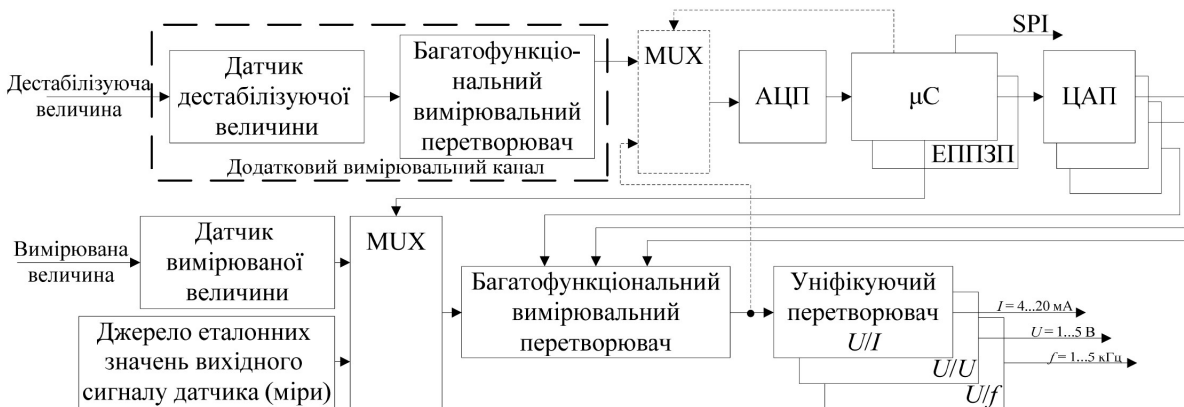 Дестабілізуюча
величина
Датчик
дестабілізуючої
величини
Багатофункціо-
нальний
вимірювальний
перетворювач
Додатковий вимірювальний канал
MUX
АЦП
μC
ЕППЗП
SPI
ЦАП
Вимірювана
величина
Датчик
вимірюваної
величини
Джерело еталонних
значень вихідного
сигналу датчика (міри)
MUX
Багатофункціональний
вимірювальний
перетворювач
Уніфікуючий
перетворювач
U/I
U/U
U/f
I = 4...20 мА
U = 1...5 В
f = 1...5 кГц